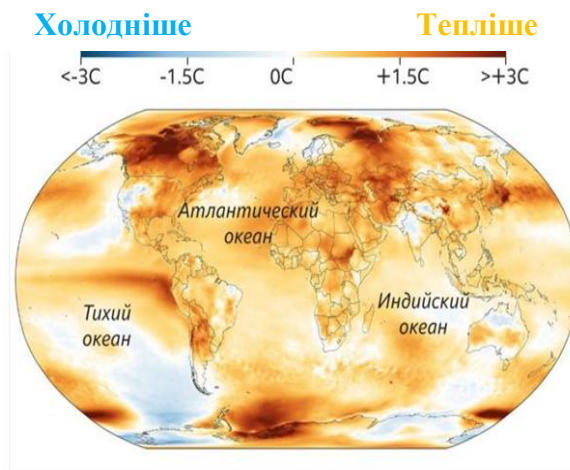 Холодніше Тепліше
<-3C -1.5C 0C +1.5C >+3C
Атлантический
океан
Тихий
океан
Индийский
океан